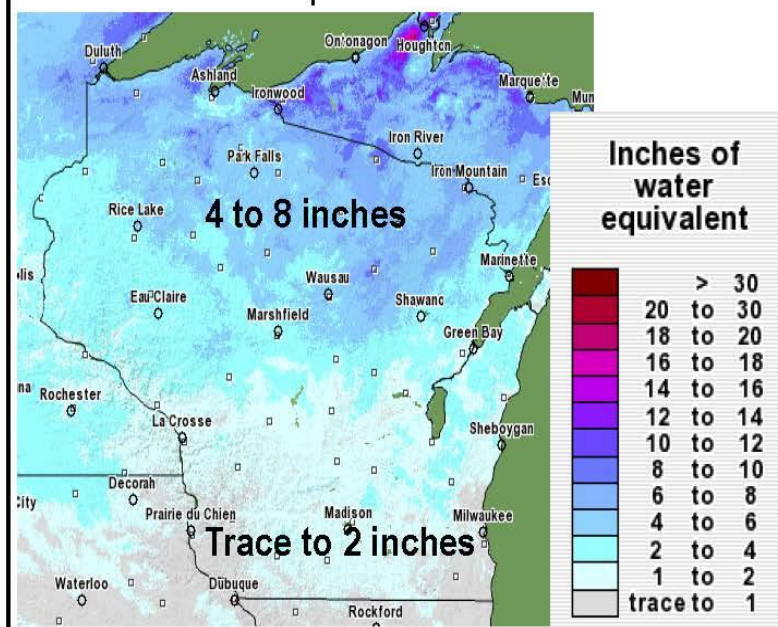 Duluth
Ontonagon
Houghton
Ashland
Ironwood
Marquette
Mun
Iron River
Park Falls
Iron Mountain
Esc
4 to 8 inches
Rice Lake
lis
Marinette
Wausau
Eau Claire
Marshfield
Shawano
Green Bay
na
Rochester
La Crosse
Sheboygan
City
Decorah
Prairie du Chien
Madison
Milwaukee
Trace to 2 inches
Waterloo
Dubuque
Rockford
Inches of
water
equivalent
> 30
20 to 30
18 to 20
16 to 18
14 to 16
12 to 14
10 to 12
8 to 10
6 to 8
4 to 6
2 to 4
1 to 2
trace to 1